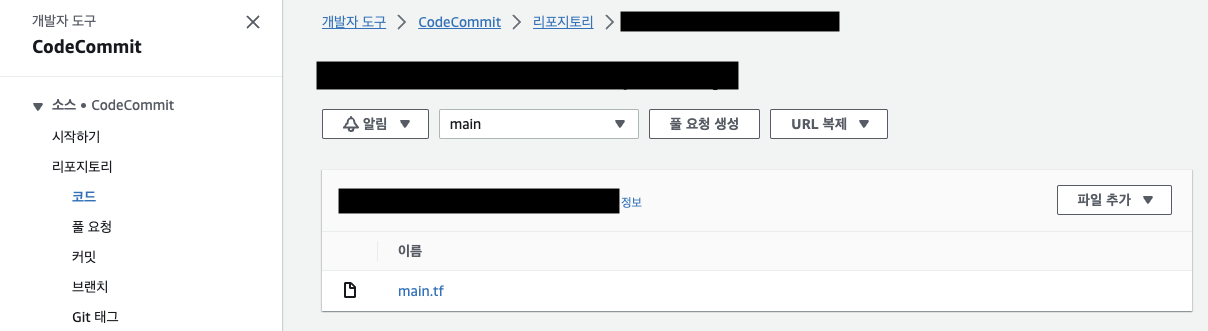 개발자 도구
CodeCommit
소스 • CodeCommit
시작하기
리포지토리
코드
풀 요청
커밋
브랜치
Git 태그
개발자 도구 > CodeCommit > 리포지토리 >
알림 main 풀 요청 생성 URL 복제
정보 파일 추가
이름
main.tf